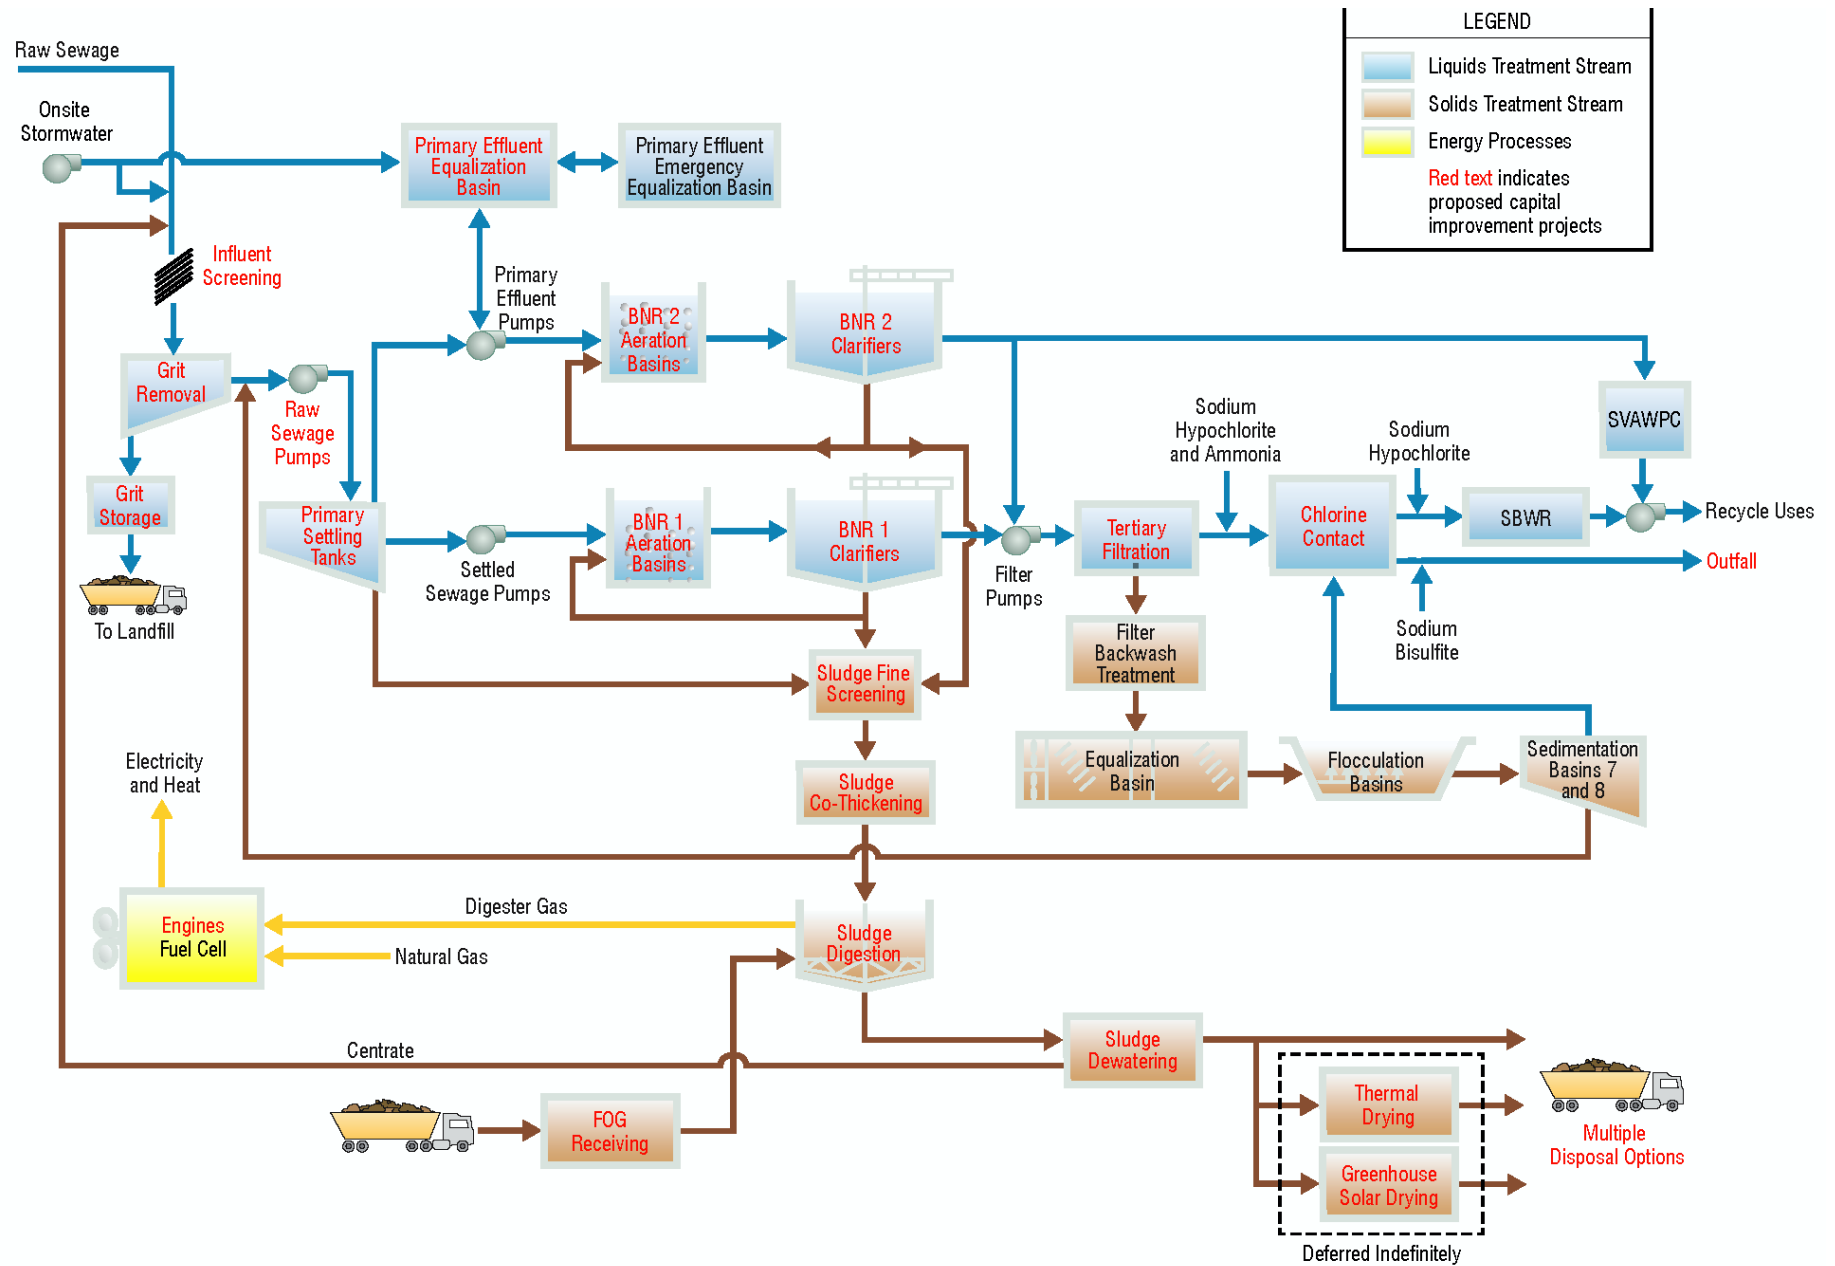 LEGEND
Liquids Treatment Stream
Solids Treatment Stream
Energy Processes
Red text indicates
proposed capital
improvement projects
Raw Sewage
Onsite
Stormwater
Primary Effluent
Equalization
Basin
Primary Effluent
Emergency
Equalization Basin
Influent
Screening
Primary
Effluent
Pumps
BNR 2
Aeration
Basins
BNR 2
Clarifiers
Grit
Removal
Raw
Sewage
Pumps
SVAWPC
Sodium
Hypochlorite
and Ammonia
Sodium
Hypochlorite
Grit
Storage
Primary
Settling
Tanks
Settled
Sewage Pumps
BNR 1
Aeration
Basins
BNR 1
Clarifiers
Filter
Pumps
Tertiary
Filtration
Chlorine
Contact
SBWR
Recycle Uses
Outfall
To Landfill
Filter
Backwash
Treatment
Sodium
Bisulfite
Sludge Fine
Screening
Electricity
and Heat
Sludge
Co-Thickening
Equalization
Basin
Flocculation
Basins
Sedimentation
Basins 7
and 8
Engines
Fuel Cell
Digester Gas
Natural Gas
Sludge
Digestion
Centrate
Sludge
Dewatering
FOG
Receiving
Thermal
Drying
Greenhouse
Solar Drying
Multiple
Disposal Options
Deferred Indefinitely